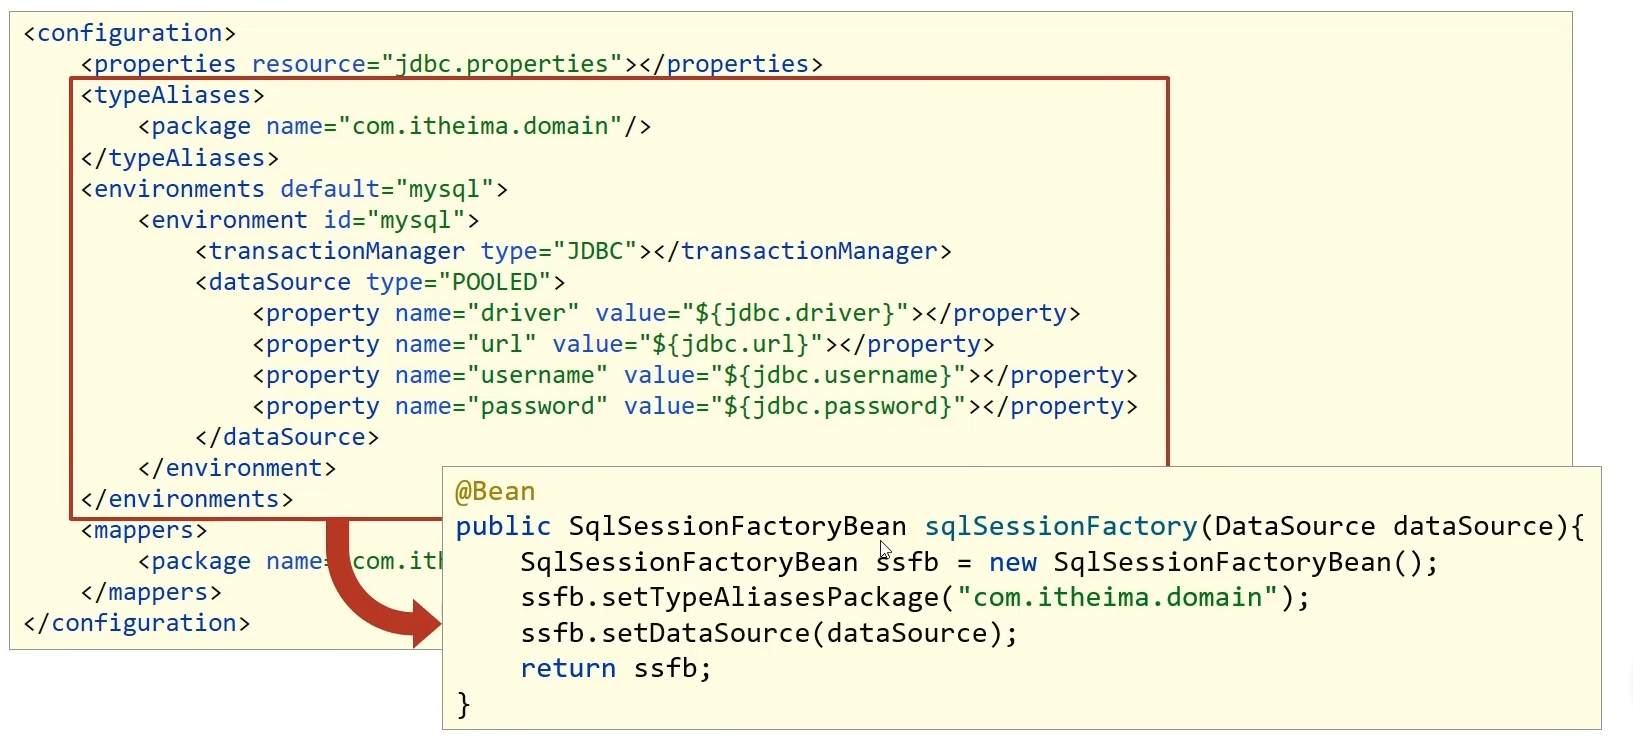 <configuration>
<properties resource="jdbc.properties"></properties>
<typeAliases>
<package name="com.itheima.domain"/>
</typeAliases>
<environments default="mysql">
<environment id="mysql">
<transactionManager type="JDBC"></transactionManager>
<dataSource type="POOLED">
<property name="driver" value="${jdbc.driver}"></property>
<property name="url" value="${jdbc.url}"></property>
<property name="username" value="${jdbc.username}"></property>
<property name="password" value="${jdbc.password}"></property>
</dataSource>
</environment>
</environments>
<mappers>
<package name= com.it
</mappers>
</configuration>
@Bean
public SqlSessionFactoryBean sqlSessionFactory(DataSource dataSource){
SqlSessionFactoryBean ssfb = new SqlSessionFactoryBean();
ssfb.setTypeAliasesPackage("com.itheima.domain");
ssfb.setDataSource(dataSource);
return ssfb;
}